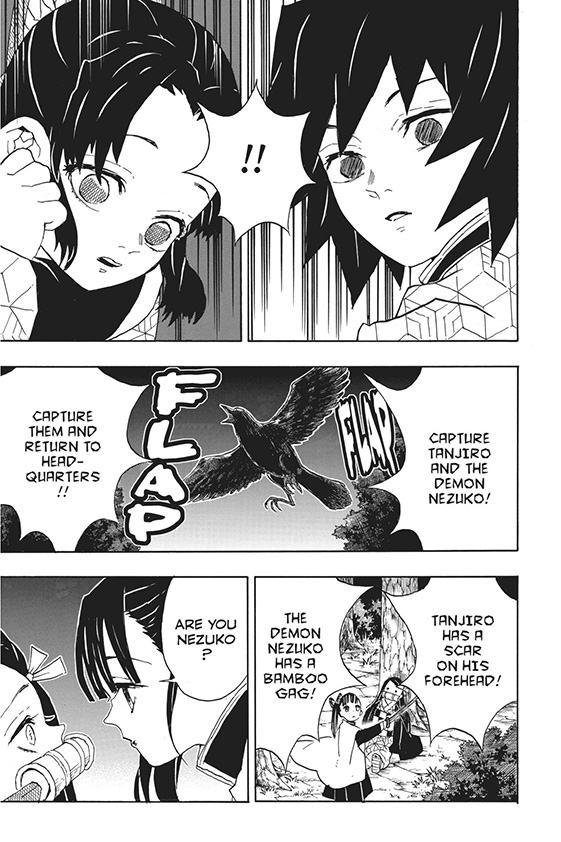 !!
CAPTURE
TANJIRO
AND THE
DEMON
NEZUKO!
FLAP
FLAP
CAPTURE
THEM AND
RETURN TO
HEAD-
QUARTERS
!!
TANJIRO
HAS A
SCAR
ON HIS
FOREHEAD!
THE
DEMON
NEZUKO
HAS A
BAMBOO
GAG!
ARE YOU
NEZUKO
?